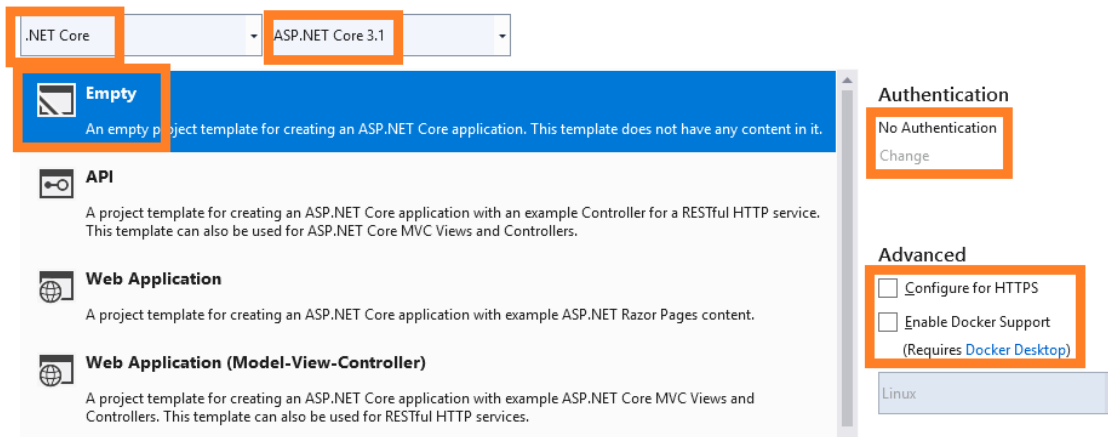 .NET Core
ASP.NET Core 3.1
Empty
An empty project template for creating an ASP.NET Core application. This template does not have any content in it.
API
A project template for creating an ASP.NET Core application with an example Controller for a RESTful HTTP service.
This template can also be used for ASP.NET Core MVC Views and Controllers.
Web Application
A project template for creating an ASP.NET Core application with example ASP.NET Razor Pages content.
Web Application (Model-View-Controller)
A project template for creating an ASP.NET Core application with example ASP.NET Core MVC Views and
Controllers. This template can also be used for RESTful HTTP services.
Authentication
No Authentication
Change
Advanced
Configure for HTTPS
Enable Docker Support
(Requires Docker Desktop)
Linux